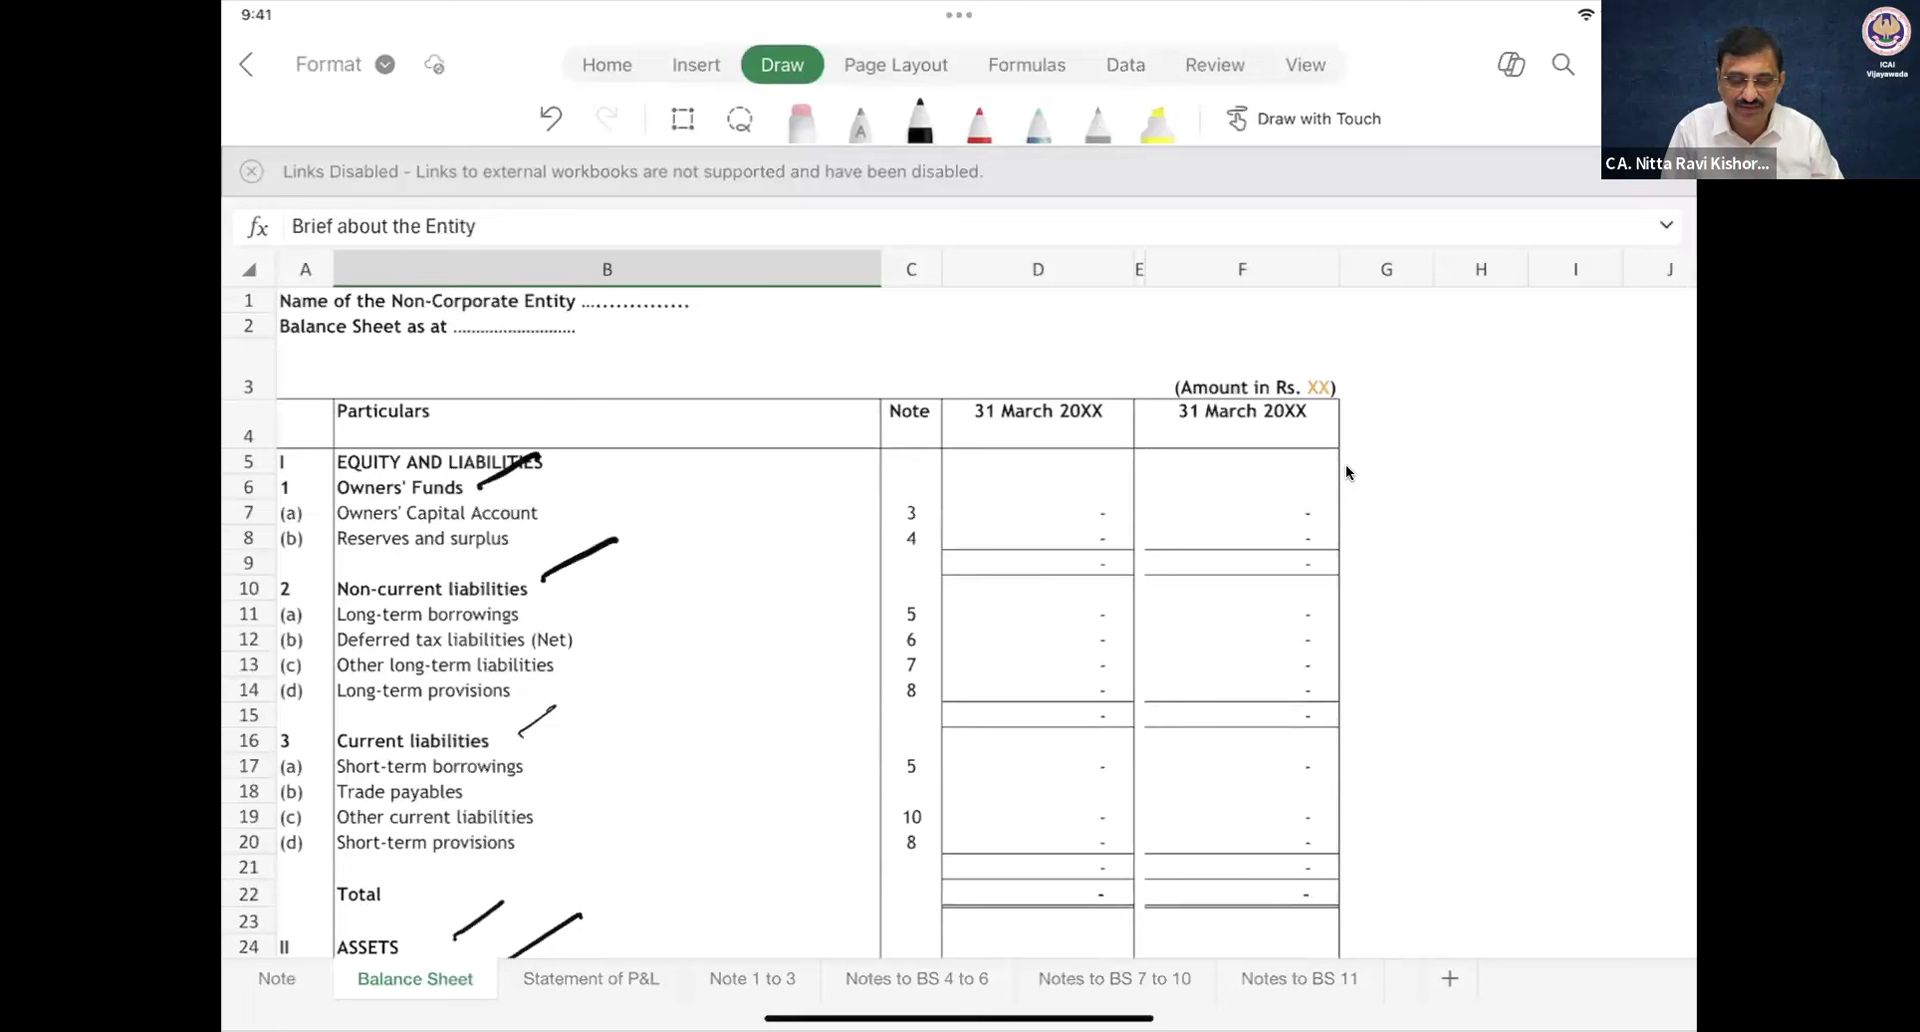 9:41
Format
Home Insert Draw Page Layout Formulas Data Review View
A
Draw with Touch
ICAI
Vijayawada
CA. Nitta Ravi Kishor...
Links Disabled - Links to external workbooks are not supported and have been disabled.
fx Brief about the Entity
A B C D E F G H I J
1 Name of the Non-Corporate Entity ................
2 Balance Sheet as at ...........................
3 (Amount in Rs. XX)
4 Particulars Note 31 March 20XX 31 March 20XX
5 I EQUITY AND LIABILITIES
6 1 Owners' Funds
7 (a) Owners' Capital Account 3 - -
8 (b) Reserves and surplus 4 - -
9 - -
10 2 Non-current liabilities
11 (a) Long-term borrowings 5 - -
12 (b) Deferred tax liabilities (Net) 6 - -
13 (c) Other long-term liabilities 7 - -
14 (d) Long-term provisions 8 - -
15 - -
16 3 Current liabilities
17 (a) Short-term borrowings 5 - -
18 (b) Trade payables
19 (c) Other current liabilities 10 - -
20 (d) Short-term provisions 8 - -
21 - -
22 Total - -
23
24 II ASSETS
Note Balance Sheet Statement of P&L Note 1 to 3 Notes to BS 4 to 6 Notes to BS 7 to 10 Notes to BS 11 +